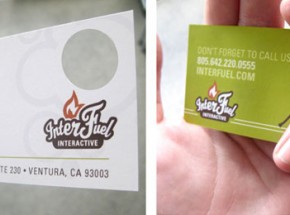 InterFuel
INTERACTIVE
TE 230 • VENTURA, CA 93003
DON'T FORGET TO CALL US
805.642.220.0555
INTERFUEL.COM
InterFuel
INTERACTIVE